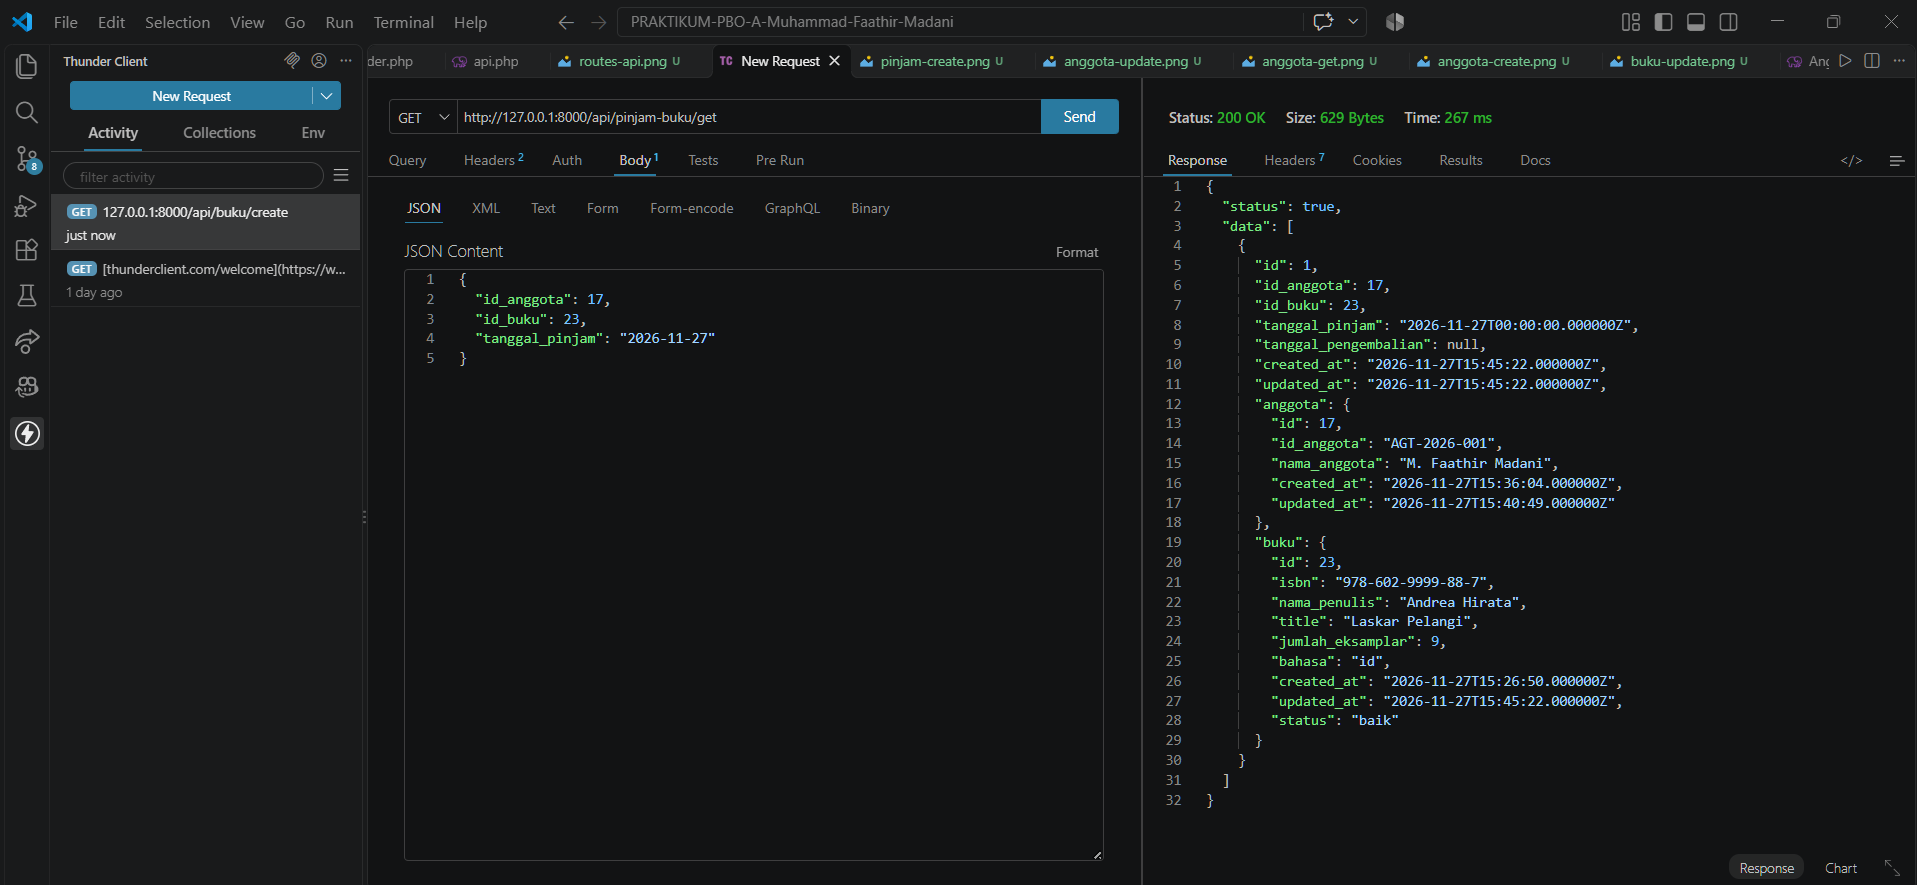 File Edit Selection View Go Run Terminal Help
PRAKTIKUM-PBO-A-Muhammad-Faathir-Madani
Thunder Client
der.php
api.php
routes-api.png U
TC New Request
pinjam-create.png U
anggota-update.png U
anggota-get.png U
anggota-create.png U
buku-update.png U
Ang
New Request
Activity Collections Env
filter activity
GET 127.0.0.1:8000/api/buku/create
just now
GET [thunderclient.com/welcome](https://w...
1 day ago
8
GET http://127.0.0.1:8000/api/pinjam-buku/get Send
Query Headers 2 Auth Body 1 Tests Pre Run
JSON XML Text Form Form-encode GraphQL Binary
JSON Content Format
1 {
2 "id_anggota": 17,
3 "id_buku": 23,
4 "tanggal_pinjam": "2026-11-27"
5 }
Status: 200 OK Size: 629 Bytes Time: 267 ms
Response Headers 7 Cookies Results Docs </>
1 {
2 "status": true,
3 "data": [
4 {
5 "id": 1,
6 "id_anggota": 17,
7 "id_buku": 23,
8 "tanggal_pinjam": "2026-11-27T00:00:00.000000Z",
9 "tanggal_pengembalian": null,
10 "created_at": "2026-11-27T15:45:22.000000Z",
11 "updated_at": "2026-11-27T15:45:22.000000Z",
12 "anggota": {
13 "id": 17,
14 "id_anggota": "AGT-2026-001",
15 "nama_anggota": "M. Faathir Madani",
16 "created_at": "2026-11-27T15:36:04.000000Z",
17 "updated_at": "2026-11-27T15:40:49.000000Z"
18 },
19 "buku": {
20 "id": 23,
21 "isbn": "978-602-9999-88-7",
22 "nama_penulis": "Andrea Hirata",
23 "title": "Laskar Pelangi",
24 "jumlah_eksamplar": 9,
25 "bahasa": "id",
26 "created_at": "2026-11-27T15:26:50.000000Z",
27 "updated_at": "2026-11-27T15:45:22.000000Z",
28 "status": "baik"
29 }
30 }
31 ]
32 }
Response Chart